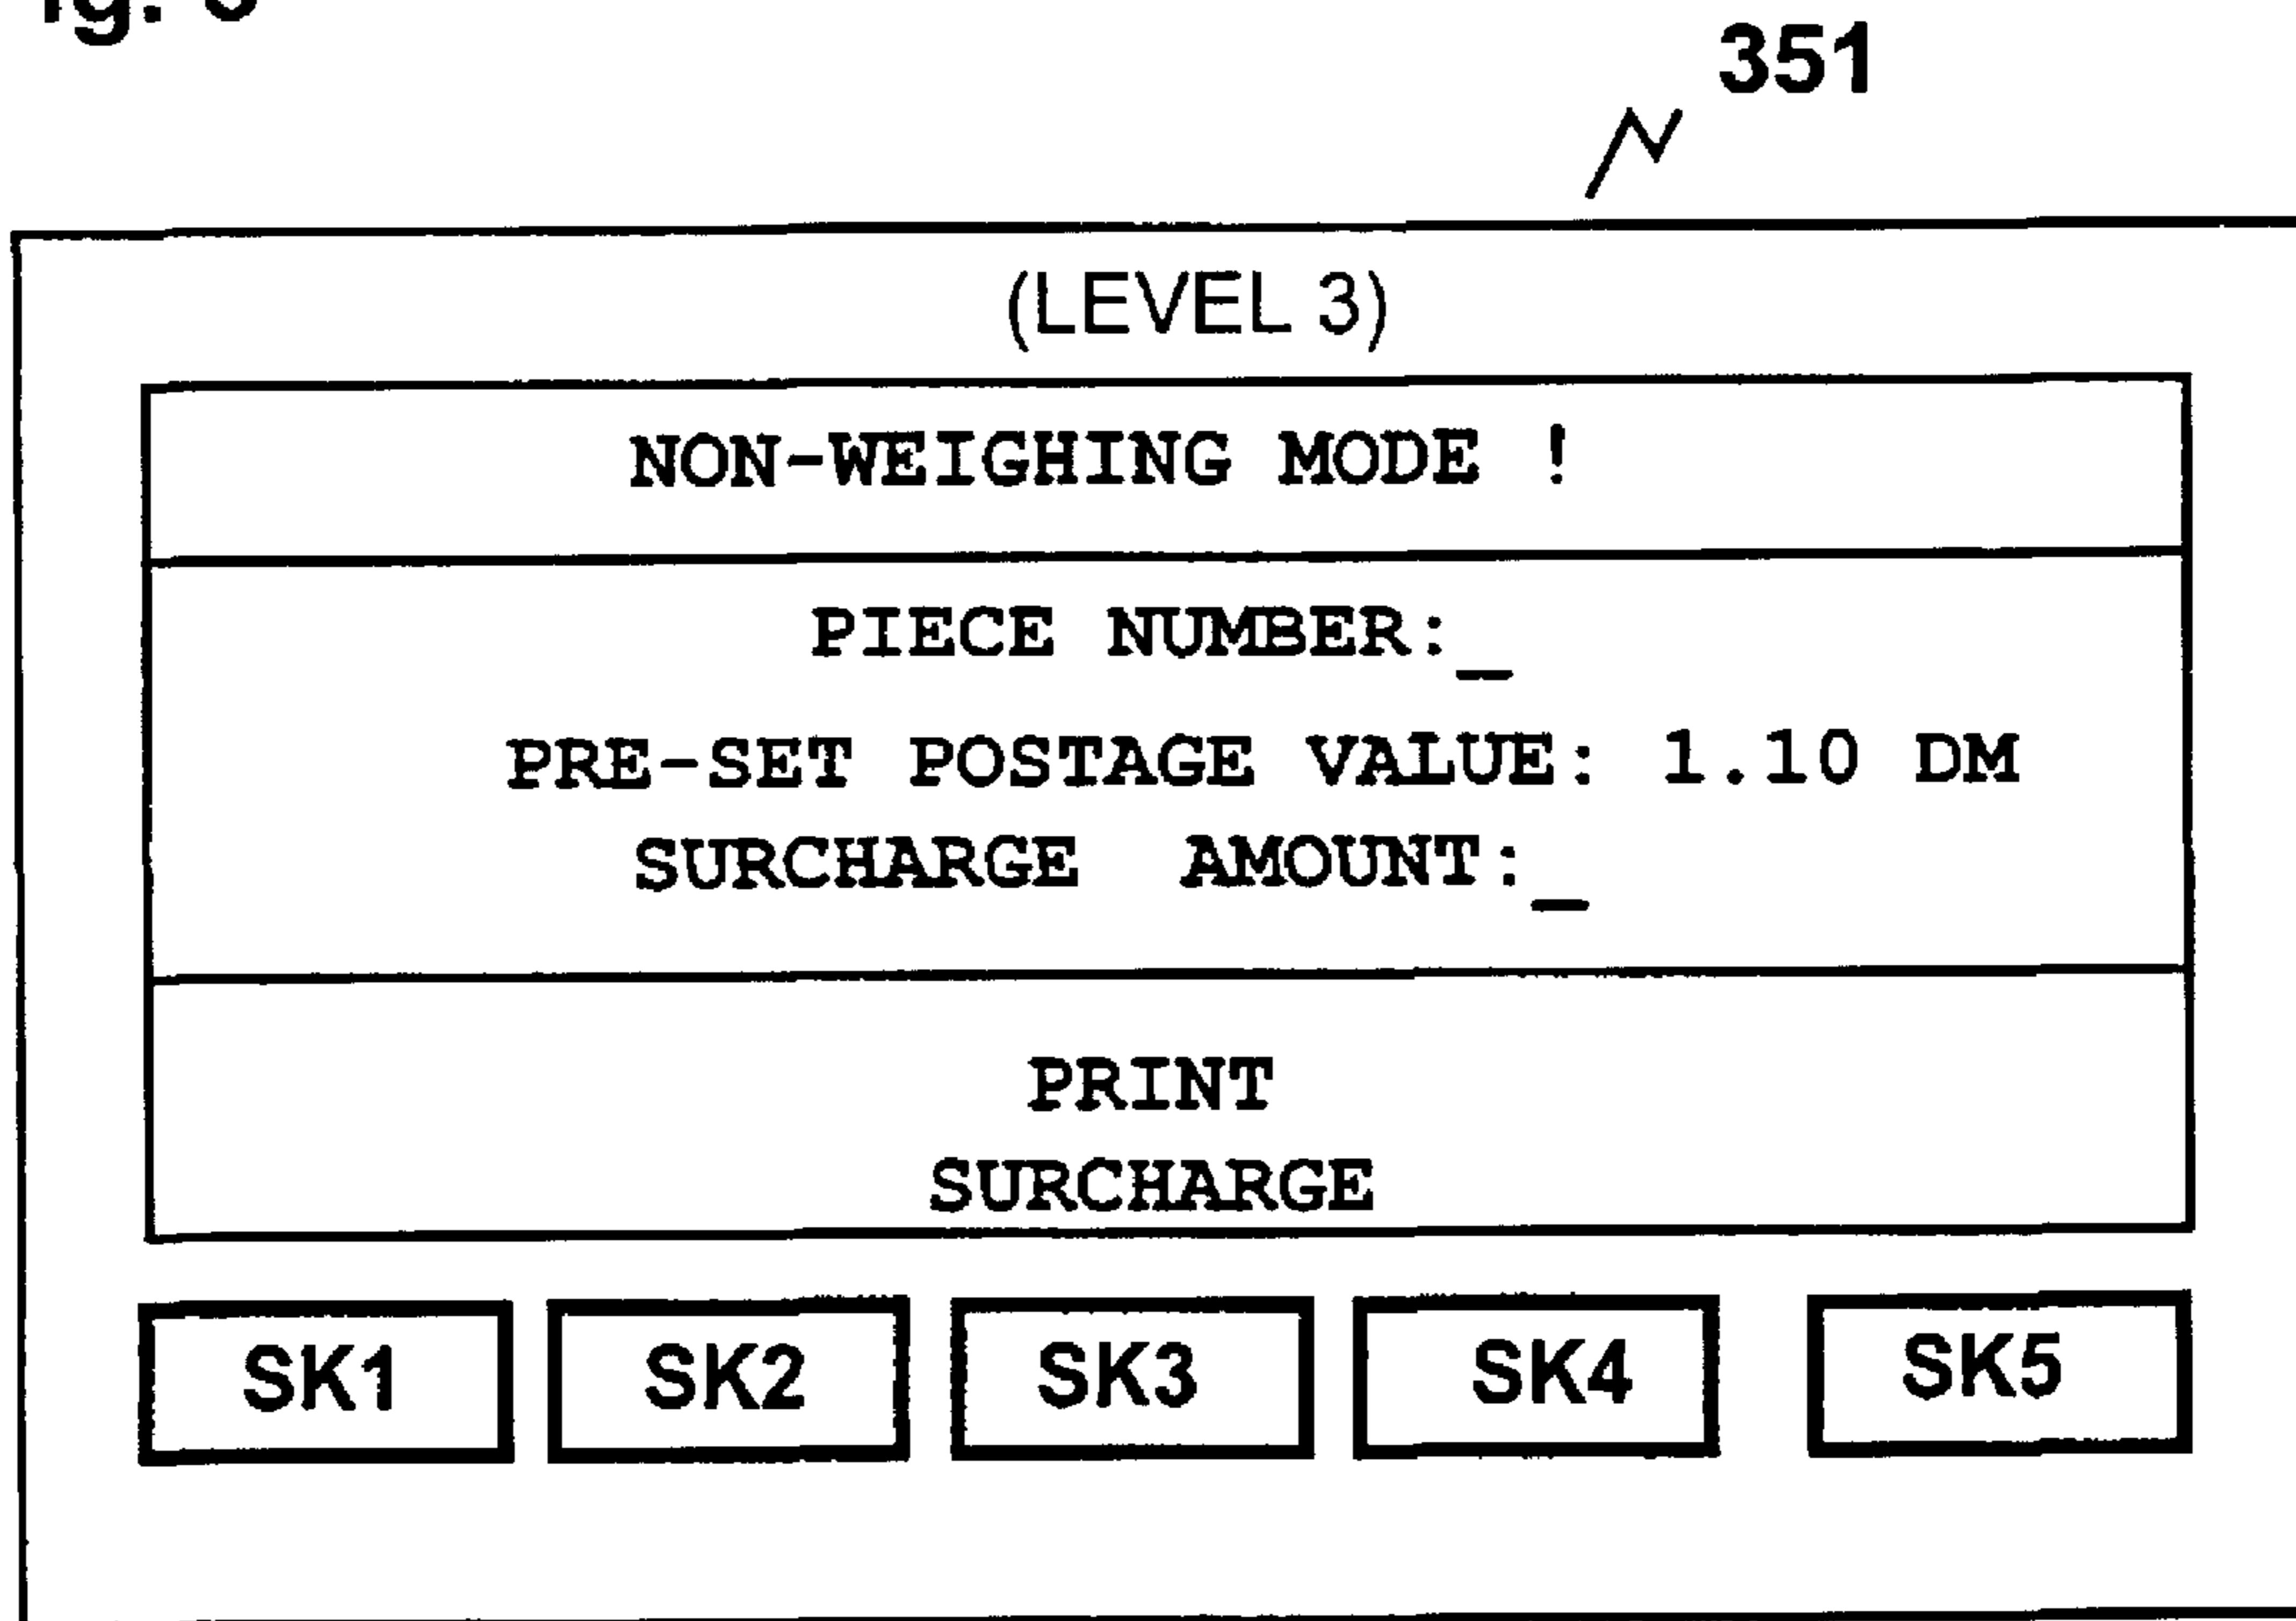 351
(LEVEL 3)
NON-WEIGHING MODE !
PIECE NUMBER:_
PRE-SET POSTAGE VALUE: 1.10 DM
SURCHARGE AMOUNT:_
PRINT
SURCHARGE
SK1 SK2 SK3 SK4 SK5